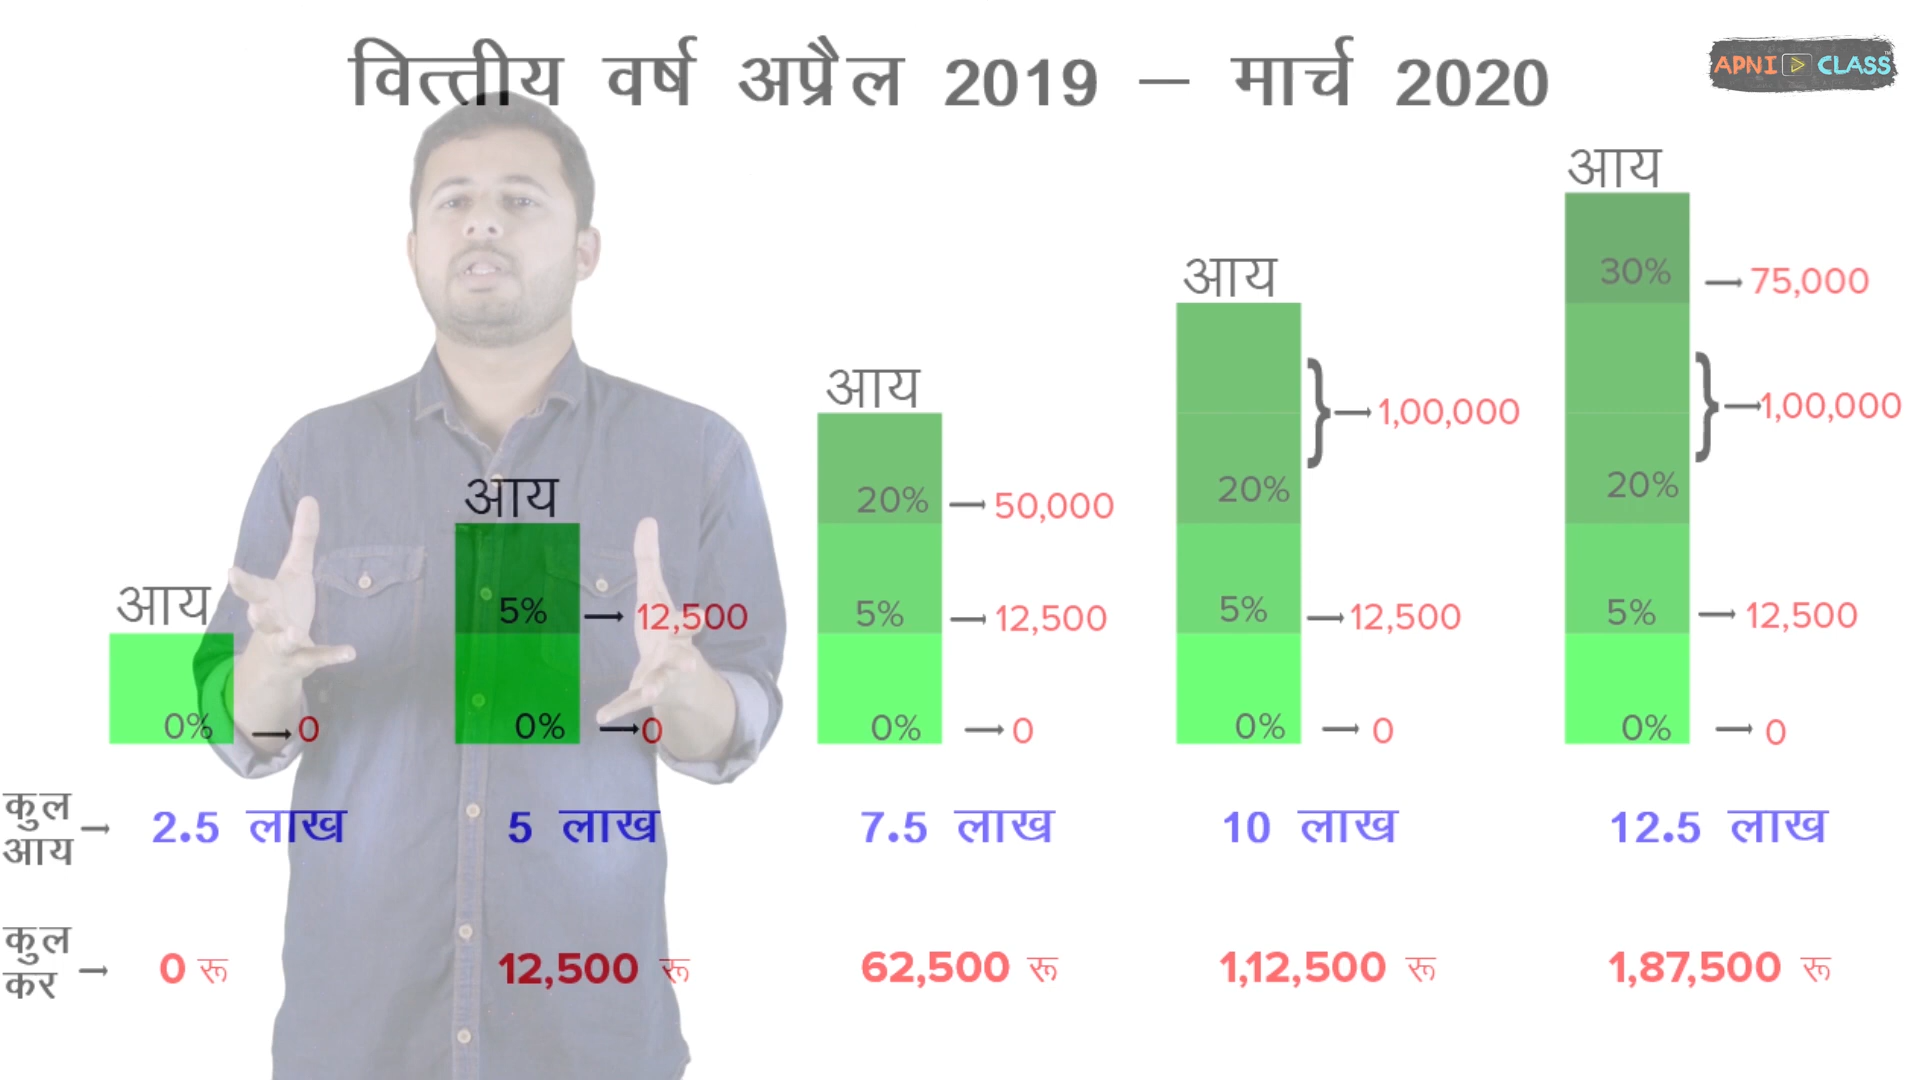 वित्तीय वर्ष अप्रैल 2019 – मार्च 2020
APNI CLASS
आय
0% → 0
आय
5% → 12,500
0% → 0
आय
20% → 50,000
5% → 12,500
0% → 0
आय
20% } → 1,00,000
5% → 12,500
0% → 0
आय
30% → 75,000
20% } → 1,00,000
5% → 12,500
0% → 0
कुल आय → 2.5 लाख 5 लाख 7.5 लाख 10 लाख 12.5 लाख
कुल कर → 0 रू 12,500 रू 62,500 रू 1,12,500 रू 1,87,500 रू